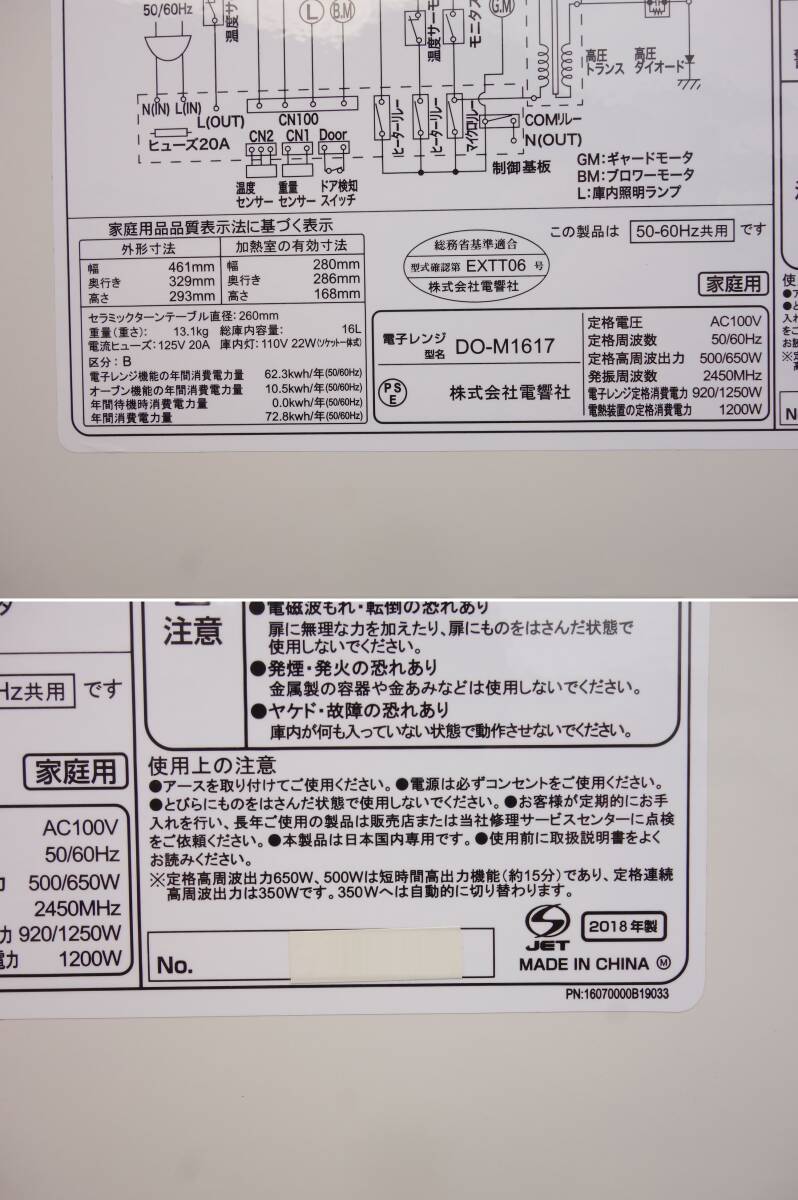 50/60Hz
L
B.M
G.M
N(IN) L(IN)
L(OUT)
ヒューズ20A
CN100
CN2 CN1 Door
温度センサー
重量センサー
ドア検知スイッチ
ヒーターリレー
ヒーターリレー
マイクロリレー
高圧トランス
高圧ダイオード
COMリレー
N(OUT)
制御基板
GM:ギャードモータ
BM:ブロワーモータ
L:庫内照明ランプ
家庭用品品質表示法に基づく表示
外形寸法 加熱室の有効寸法
幅 461mm 幅 280mm
奥行き 329mm 奥行き 286mm
高さ 293mm 高さ 168mm
セラミックターンテーブル直径:260mm
重量(重さ): 13.1kg 総庫内容量: 16L
電流ヒューズ:125V 20A 庫内灯:110V 22W(ソケット一体式)
区分:B
電子レンジ機能の年間消費電力量 62.3kwh/年(50/60Hz)
オーブン機能の年間消費電力量 10.5kwh/年(50/60Hz)
年間待機時消費電力量 0.0kwh/年(50/60Hz)
年間消費電力量 72.8kwh/年(50/60Hz)
総務省基準適合
型式確認第 EXTT06 号
株式会社電響社
この製品は 50-60Hz共用 です
家庭用
電子レンジ
型名 DO-M1617
PSE 株式会社電響社
定格電圧 AC100V
定格周波数 50/60Hz
定格高周波出力 500/650W
発振周波数 2450MHz
電子レンジ定格消費電力 920/1250W
電熱装置の定格消費電力 1200W
注意
●電磁波もれ・転倒の恐れあり
扉に無理な力を加えたり、扉にものをはさんだ状態で
使用しないでください。
●発煙・発火の恐れあり
金属製の容器や金あみなどは使用しないでください。
●ヤケド・故障の恐れあり
庫内が何も入っていない状態で動作させないでください。
Hz共用 です
家庭用
AC100V
50/60Hz
500/650W
2450MHz
力 920/1250W
電力 1200W
使用上の注意
●アースを取り付けてご使用ください。●電源は必ずコンセントをご使用ください。
●とびらにものをはさんだ状態で使用しないでください。●お客様が定期的にお手
入れを行い、長年ご使用の製品は販売店または当社修理サービスセンターに点検
をご依頼ください。●本製品は日本国内専用です。●使用前に取扱説明書をよく
お読みください。
※定格高周波出力650W、500Wは短時間高出力機能(約15分)であり、定格連続
高周波出力は350Wです。350Wへは自動的に切り替わります。
JET 2018年製
No.
MADE IN CHINA Ⓜ
PN:16070000B19033